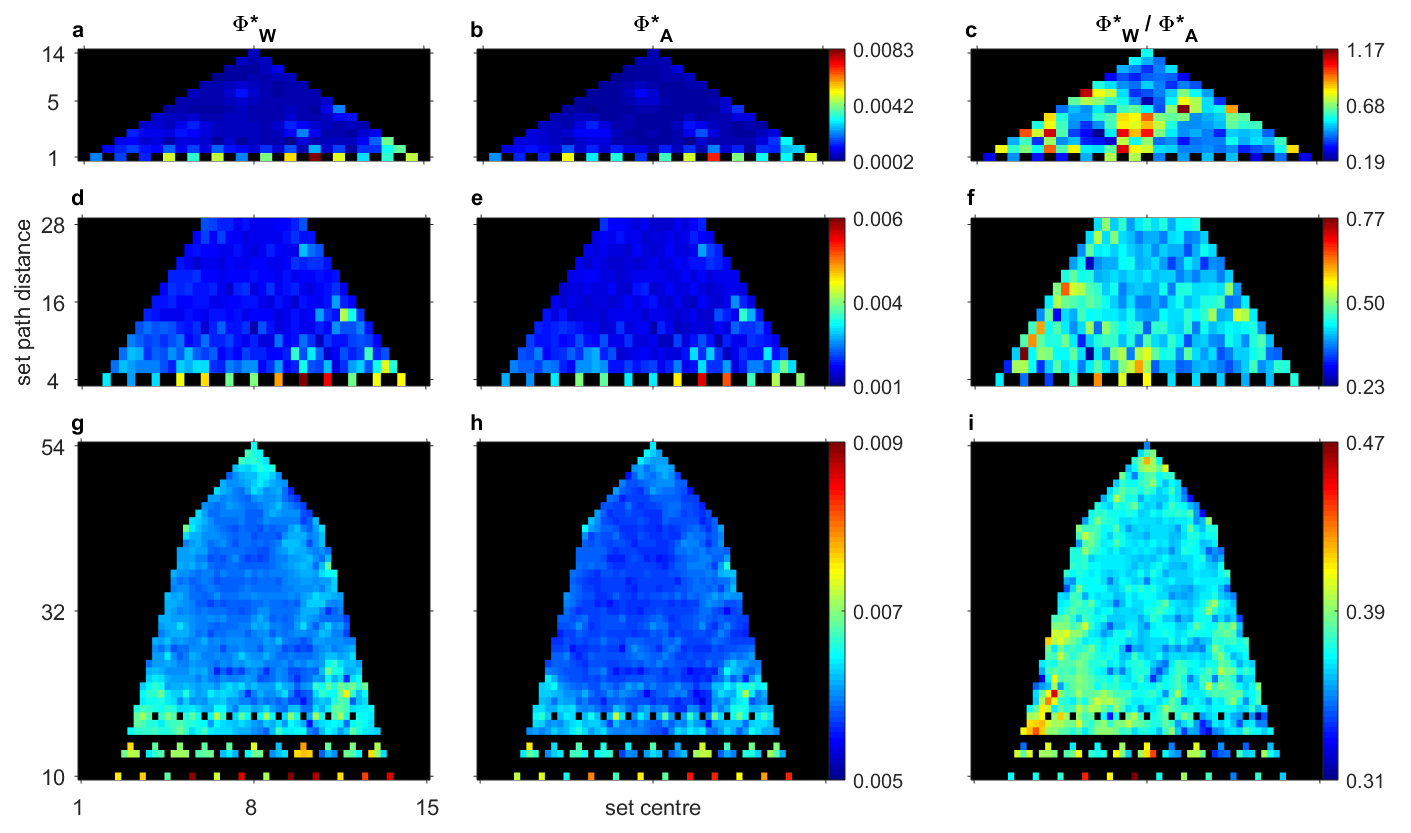 a Φ*W b Φ*A c Φ*W / Φ*A
14 0.0083 1.17
5 0.0042 0.68
1 0.0002 0.19
d e f
28 0.006 0.77
16 0.004 0.50
4 0.001 0.23
set path distance
g h i
54 0.009 0.47
32 0.007 0.39
10 0.005 0.31
1 8 15 set centre